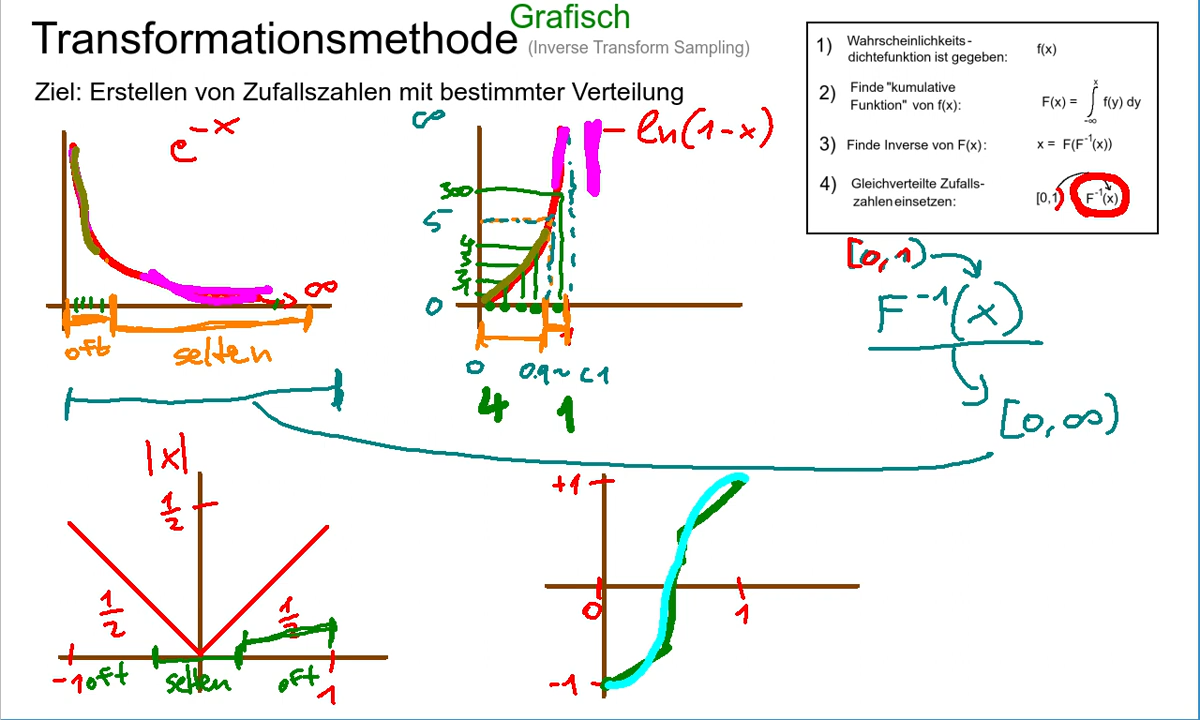 Grafisch
Transformationsmethode (Inverse Transform Sampling)
Ziel: Erstellen von Zufallszahlen mit bestimmter Verteilung
1) Wahrscheinlichkeits-
dichtefunktion ist gegeben: f(x)
2) Finde "kumulative
Funktion" von f(x): F(x) = ∫_{-∞}^{x} f(y) dy
3) Finde Inverse von F(x): x = F(F⁻¹(x))
4) Gleichverteilte Zufalls-
zahlen einsetzen: [0,1) F⁻¹(x)
e^{-x}
∞
oft
selten
∞
-ln(1-x)
300
5
4
0
0 0.9~ <1
4 1
[0,1)
F⁻¹(x)
[0,∞)
|x|
1/2
1/2
1/2
-1 oft selten oft 1
+1
0
1
-1